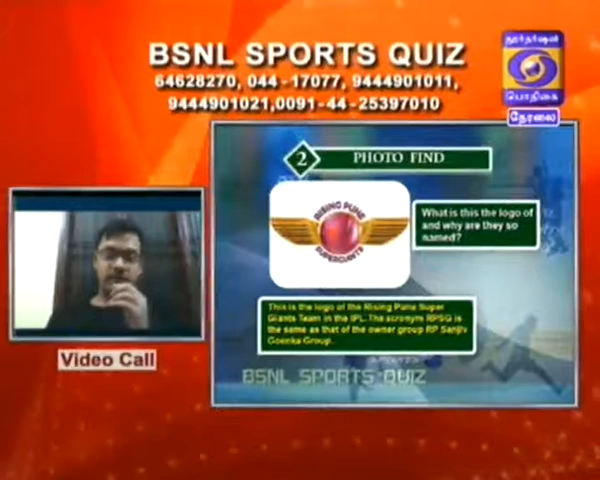 BSNL SPORTS QUIZ
64628270, 044-17077, 9444901011,
9444901021,0091-44-25397010
தூர்தர்ஷன்
பொதிகை
நேரலை
2
PHOTO FIND
RISING PUNE
SUPERGIANTS
What is this the logo of
and why are they so
named?
This is the logo of the Rising Pune Super
Giants Team in the IPL. The acronym RPSG is
the same as that of the owner group RP Sanjiv
Goenka Group.
BSNL SPORTS QUIZ
Video Call